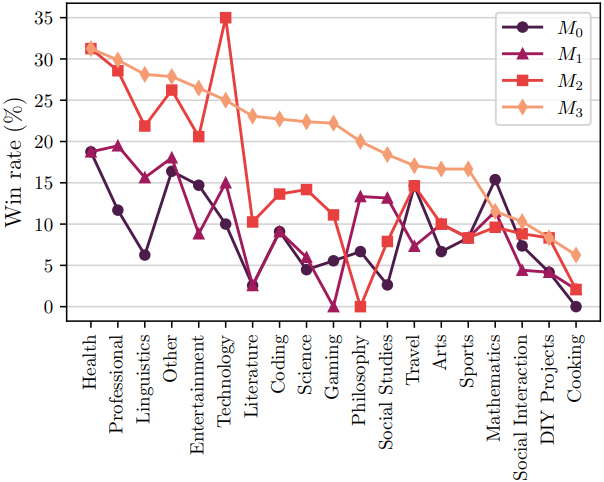 Win rate (%)
35
30
25
20
15
10
5
0
M0
M1
M2
M3
Health
Professional
Linguistics
Other
Entertainment
Technology
Literature
Coding
Science
Gaming
Philosophy
Social Studies
Travel
Arts
Sports
Mathematics
Social Interaction
DIY Projects
Cooking